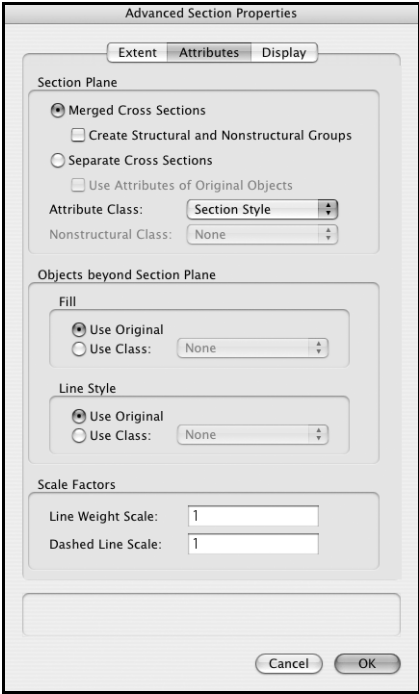 Advanced Section Properties
Extent Attributes Display
Section Plane
Merged Cross Sections
Create Structural and Nonstructural Groups
Separate Cross Sections
Use Attributes of Original Objects
Attribute Class: Section Style
Nonstructural Class: None
Objects beyond Section Plane
Fill
Use Original
Use Class: None
Line Style
Use Original
Use Class: None
Scale Factors
Line Weight Scale: 1
Dashed Line Scale: 1
Cancel OK